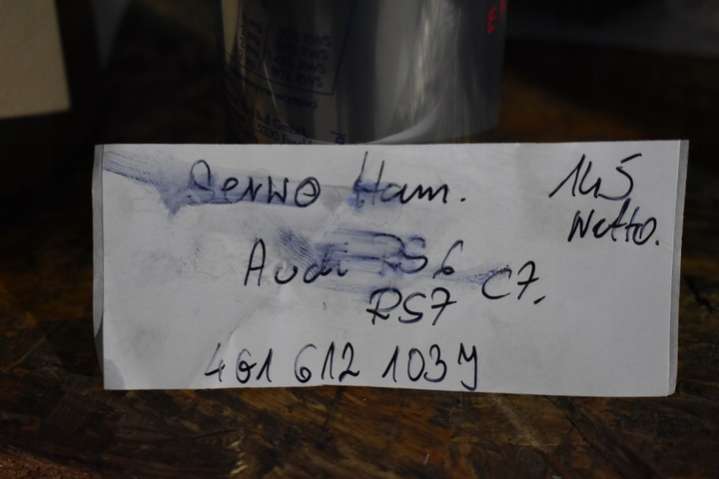 Serwo Ham.
145
Netto.
Audi RS6
RS7 C7.
4G1 612 103 Y